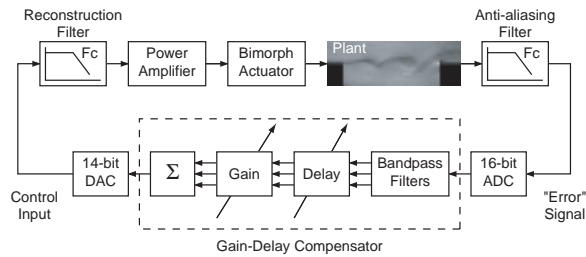 Reconstruction
Filter
Fc
Power
Amplifier
Bimorph
Actuator
Plant
Anti-aliasing
Filter
Fc
14-bit
DAC
Σ
Gain
Delay
Bandpass
Filters
16-bit
ADC
Control
Input
"Error"
Signal
Gain-Delay Compensator